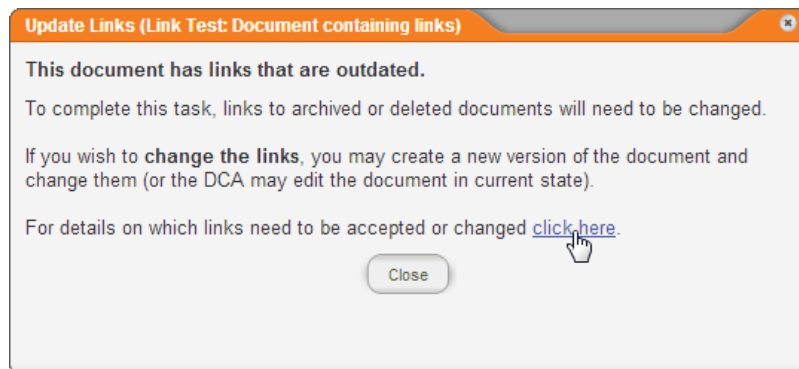 Update Links (Link Test: Document containing links)
This document has links that are outdated.
To complete this task, links to archived or deleted documents will need to be changed.
If you wish to change the links, you may create a new version of the document and
change them (or the DCA may edit the document in current state).
For details on which links need to be accepted or changed click here.
Close